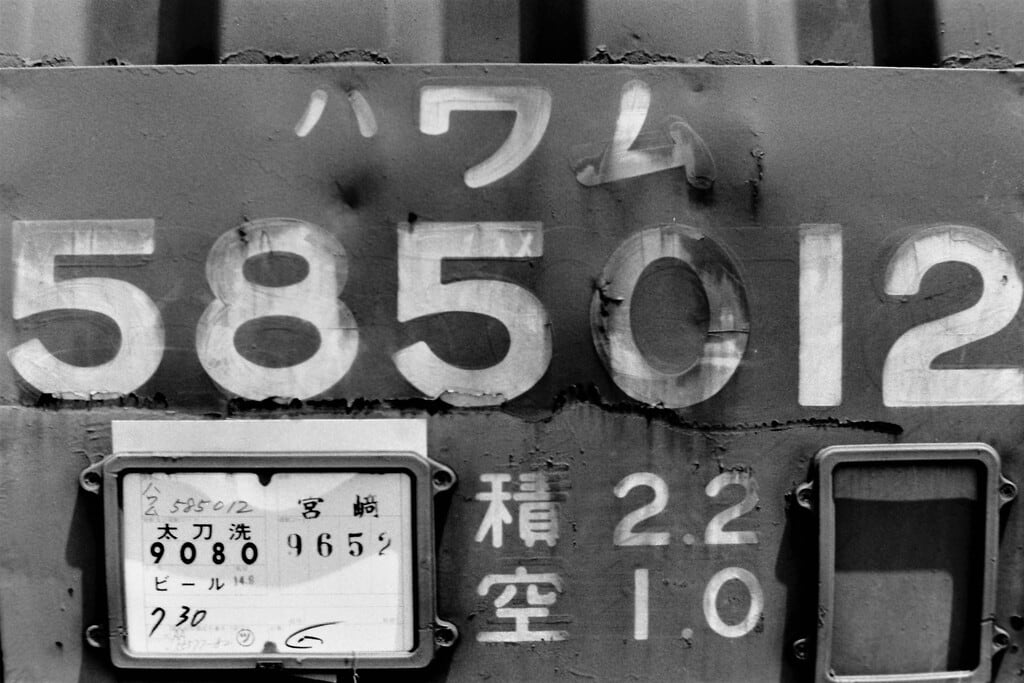 ハワム
585012
積 2.2
空 1.0
585012 宮崎
太刀洗
9080 9652
ビール 14.8
7 30
ツ